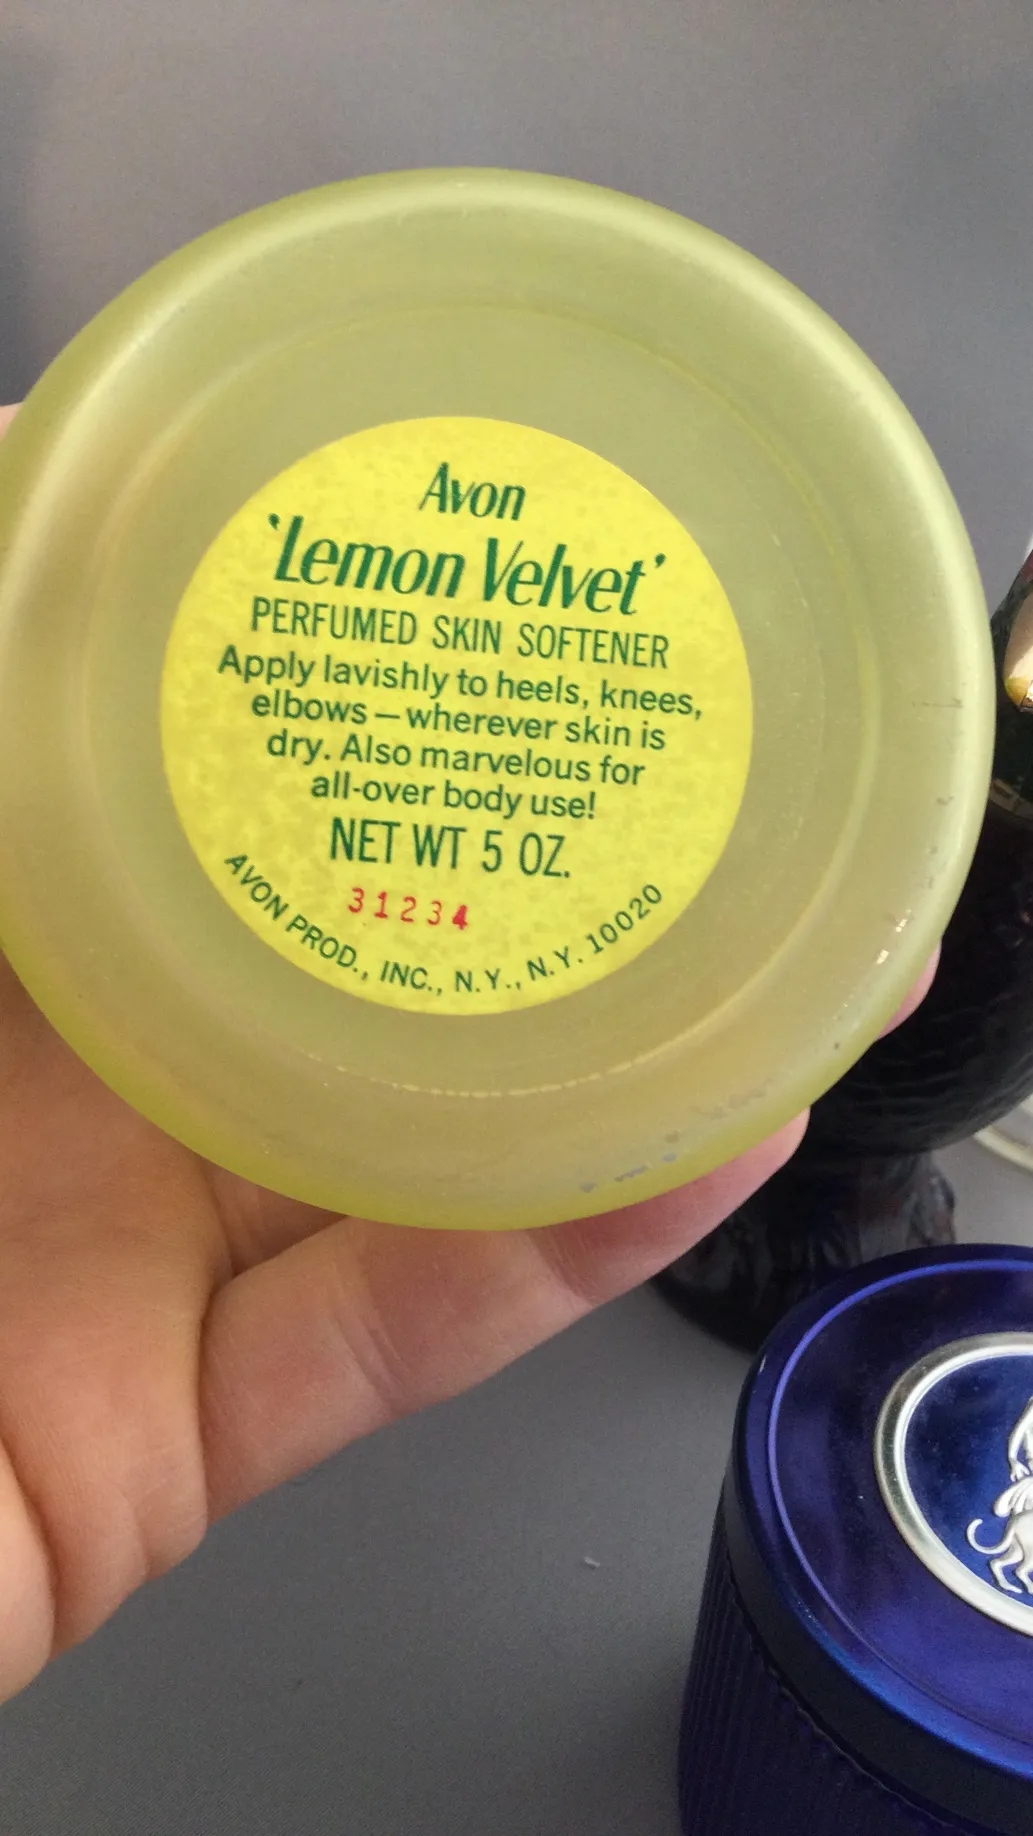 Avon
'Lemon Velvet'
PERFUMED SKIN SOFTENER
Apply lavishly to heels, knees,
elbows – wherever skin is
dry. Also marvelous for
all-over body use!
NET WT 5 OZ.
31234
AVON PROD., INC., N.Y., N.Y. 10020